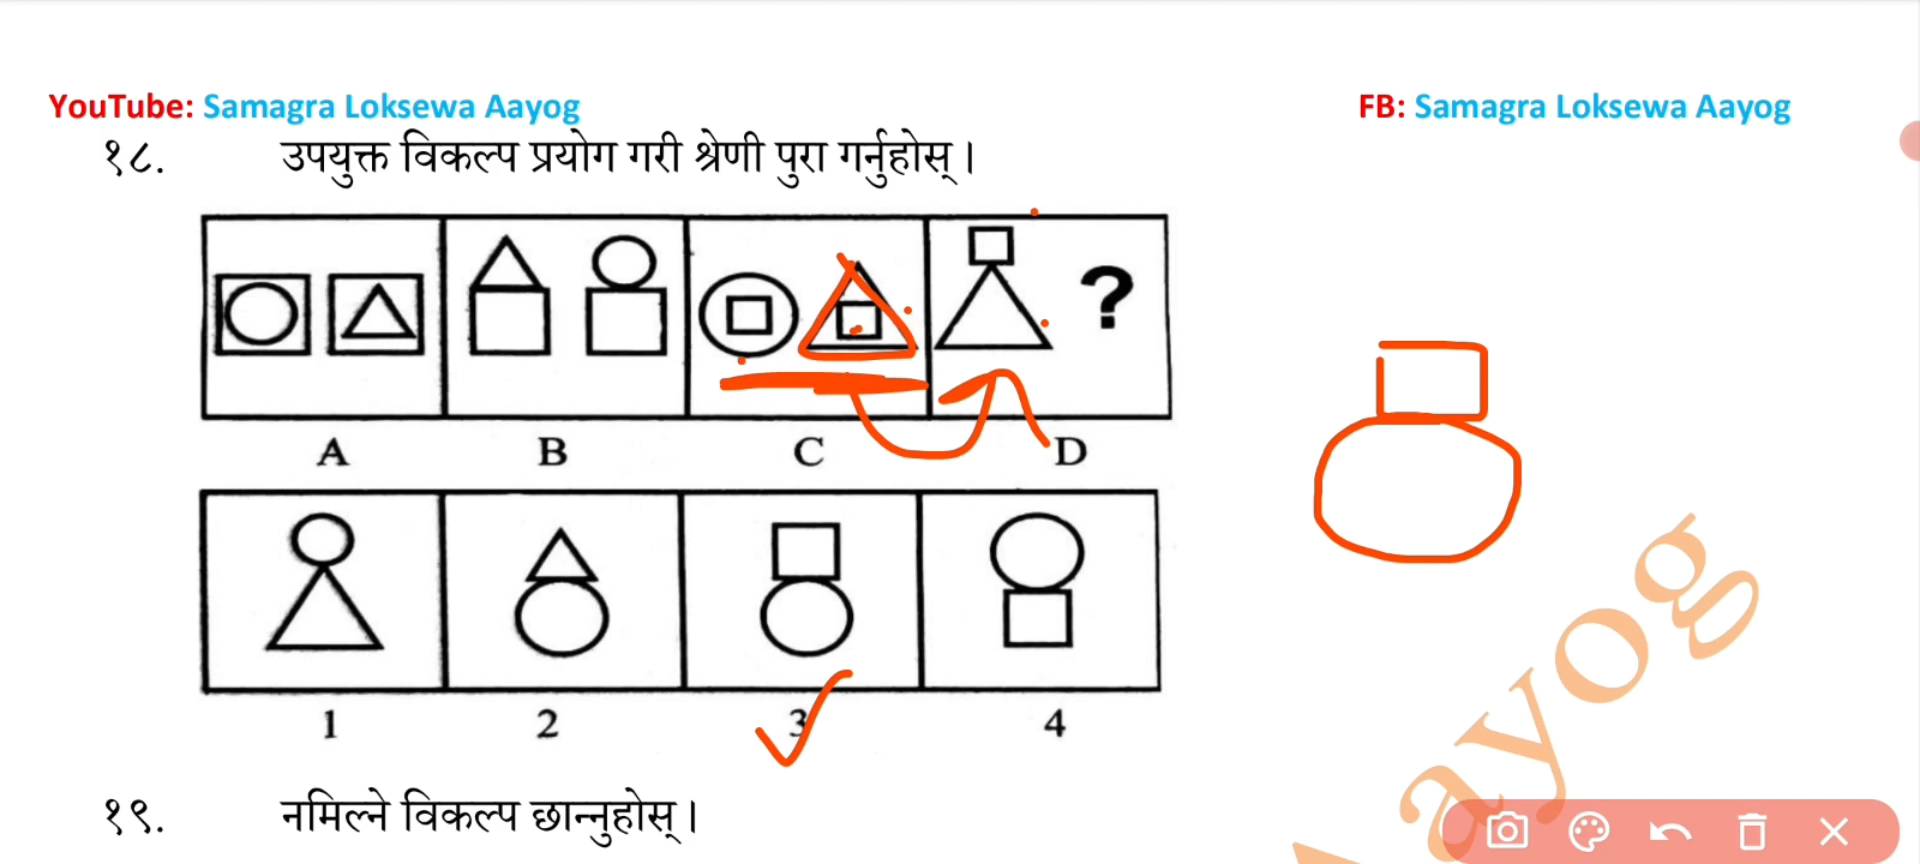 YouTube: Samagra Loksewa Aayog
FB: Samagra Loksewa Aayog
१८. उपयुक्त विकल्प प्रयोग गरी श्रेणी पुरा गर्नुहोस् ।
?
A B C D
1 2 3 4
१९. नमिल्ने विकल्प छान्नुहोस् ।
Aayog